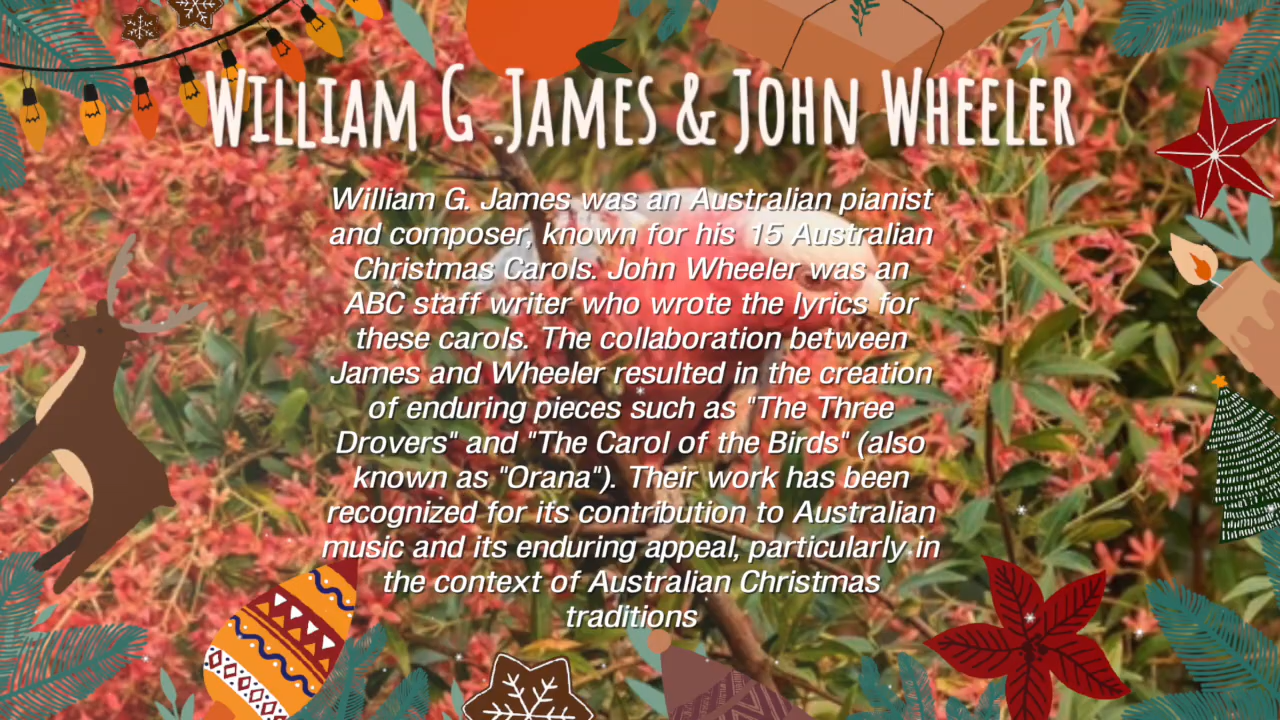 WILLIAM G .JAMES & JOHN WHEELER
William G. James was an Australian pianist
and composer, known for his 15 Australian
Christmas Carols. John Wheeler was an
ABC staff writer who wrote the lyrics for
these carols. The collaboration between
James and Wheeler resulted in the creation
of enduring pieces such as "The Three
Drovers" and "The Carol of the Birds" (also
known as "Orana"). Their work has been
recognized for its contribution to Australian
music and its enduring appeal, particularly in
the context of Australian Christmas
traditions